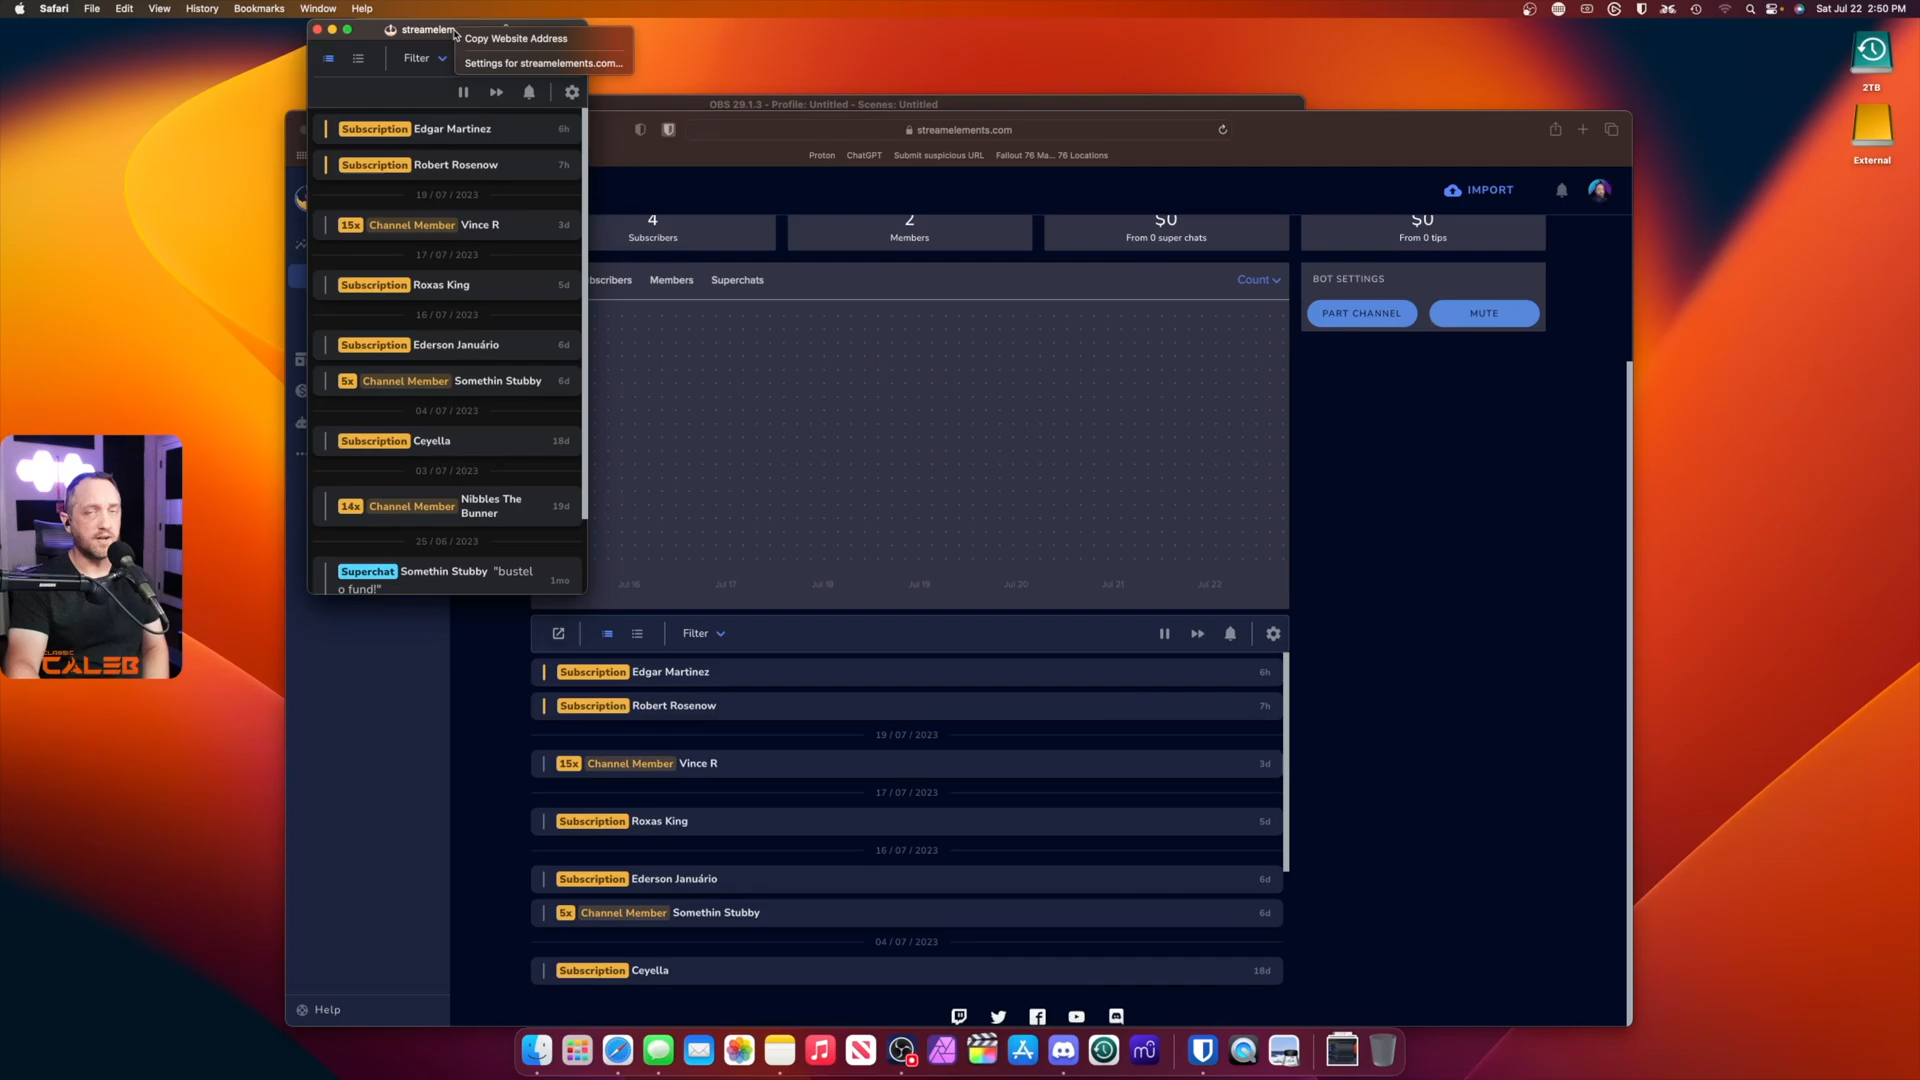 Safari File Edit View History Bookmarks Window Help
Sat Jul 22 2:50 PM
streamelem
Copy Website Address
Settings for streamelements.com...
Filter
Subscription Edgar Martinez 6h
Subscription Robert Rosenow 7h
19 / 07 / 2023
15x Channel Member Vince R 3d
17 / 07 / 2023
Subscription Roxas King 5d
16 / 07 / 2023
Subscription Ederson Januário 6d
5x Channel Member Somethin Stubby 6d
04 / 07 / 2023
Subscription Ceyella 18d
03 / 07 / 2023
14x Channel Member Nibbles The
Bunner 19d
25 / 06 / 2023
Superchat Somethin Stubby "bustel
o fund!" 1mo
OBS 29.1.3 - Profile: Untitled - Scenes: Untitled
streamelements.com
Proton ChatGPT Submit suspicious URL Fallout 76 Ma... 76 Locations
IMPORT
4
Subscribers
2
Members
$0
From 0 super chats
$0
From 0 tips
bscribers Members Superchats Count
BOT SETTINGS
PART CHANNEL MUTE
Jul 16 Jul 17 Jul 18 Jul 19 Jul 20 Jul 21 Jul 22
Filter
Subscription Edgar Martinez 6h
Subscription Robert Rosenow 7h
19 / 07 / 2023
15x Channel Member Vince R 3d
17 / 07 / 2023
Subscription Roxas King 5d
16 / 07 / 2023
Subscription Ederson Januário 6d
5x Channel Member Somethin Stubby 6d
04 / 07 / 2023
Subscription Ceyella 18d
Help
2TB
External
CLASSIC
CALEB